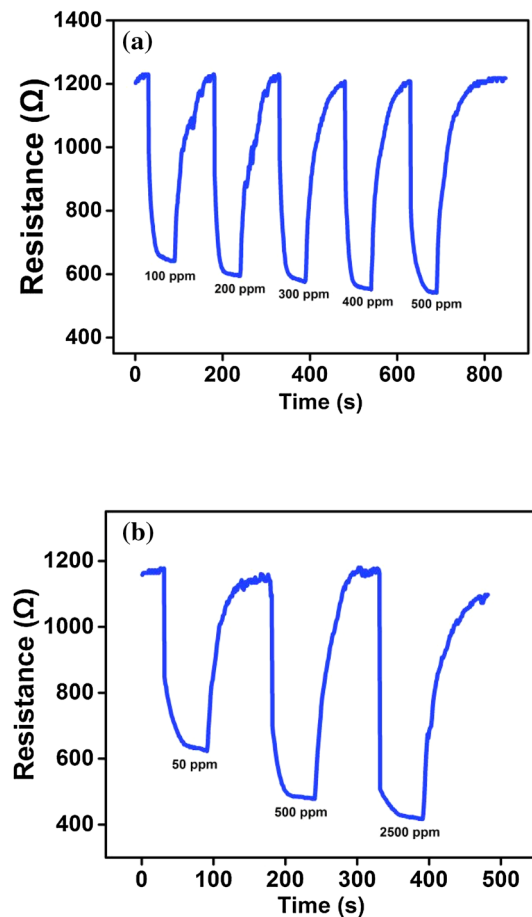 (a)
1400
1200
1000
800
600
400
Resistance (Ω)
100 ppm
200 ppm
300 ppm
400 ppm
500 ppm
0 200 400 600 800
Time (s)
(b)
1200
1000
800
600
400
Resistance (Ω)
50 ppm
500 ppm
2500 ppm
0 100 200 300 400 500
Time (s)